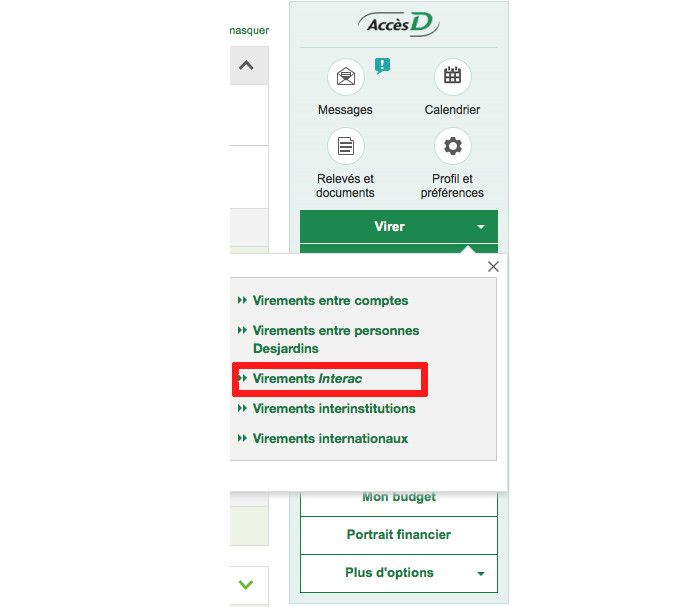 masquer
AccèsD
Messages
Calendrier
Relevés et
documents
Profil et
préférences
Virer
Virements entre comptes
Virements entre personnes
Desjardins
Virements Interac
Virements interinstitutions
Virements internationaux
Mon budget
Portrait financier
Plus d'options